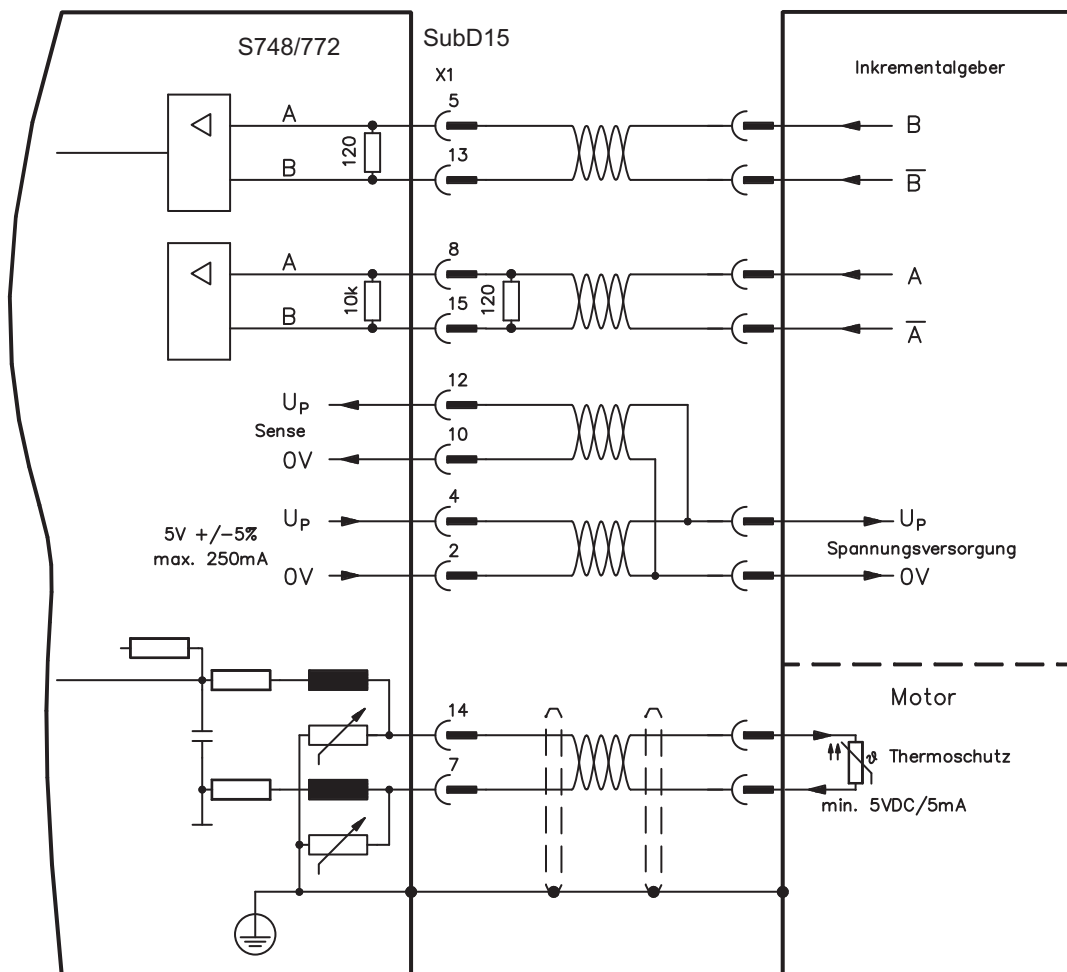 S748/772
SubD15
X1
Inkrementalgeber
A
5
B
120
B
13
B
A
8
A
10k
15
120
B
A
UP
12
Sense
0V
10
5V +/-5%
max. 250mA
UP
4
UP
Spannungsversorgung
0V
2
0V
Motor
14
ϑ Thermoschutz
7
min. 5VDC/5mA